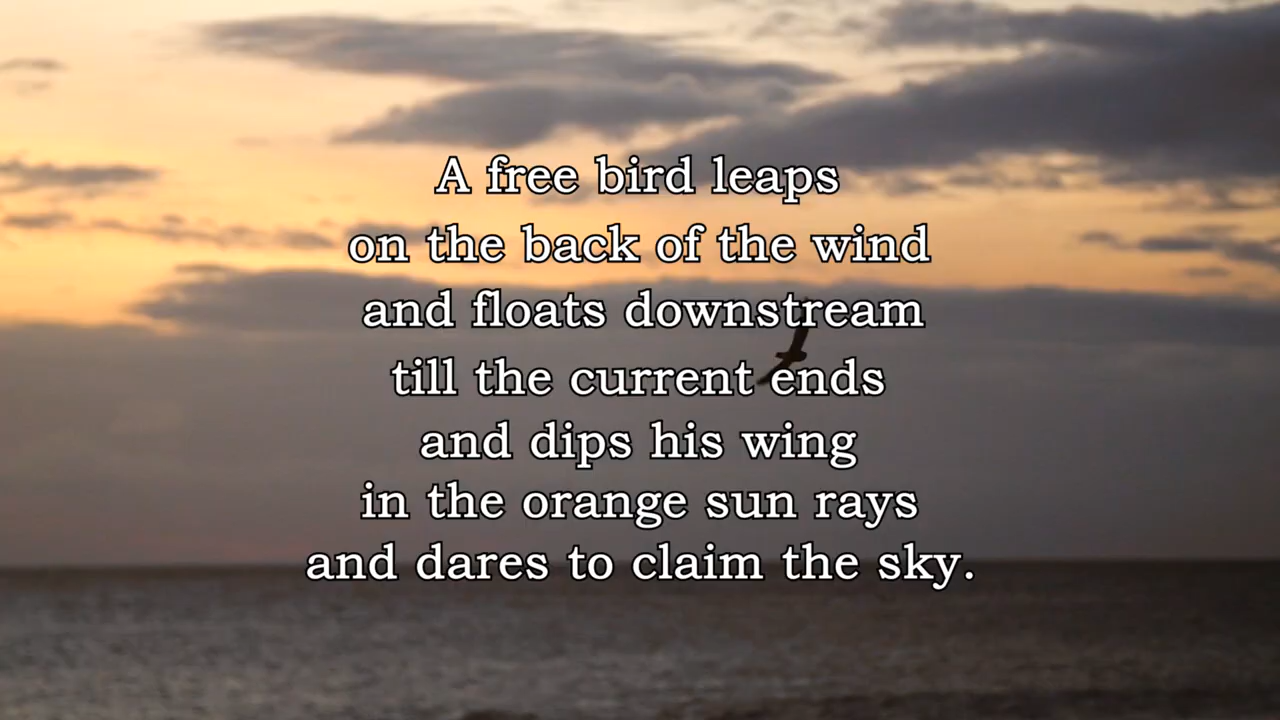 A free bird leaps
on the back of the wind
and floats downstream
till the current ends
and dips his wing
in the orange sun rays
and dares to claim the sky.